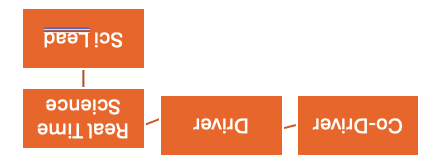 Co-Driver
Driver
Real Time
Science
Sci Lead